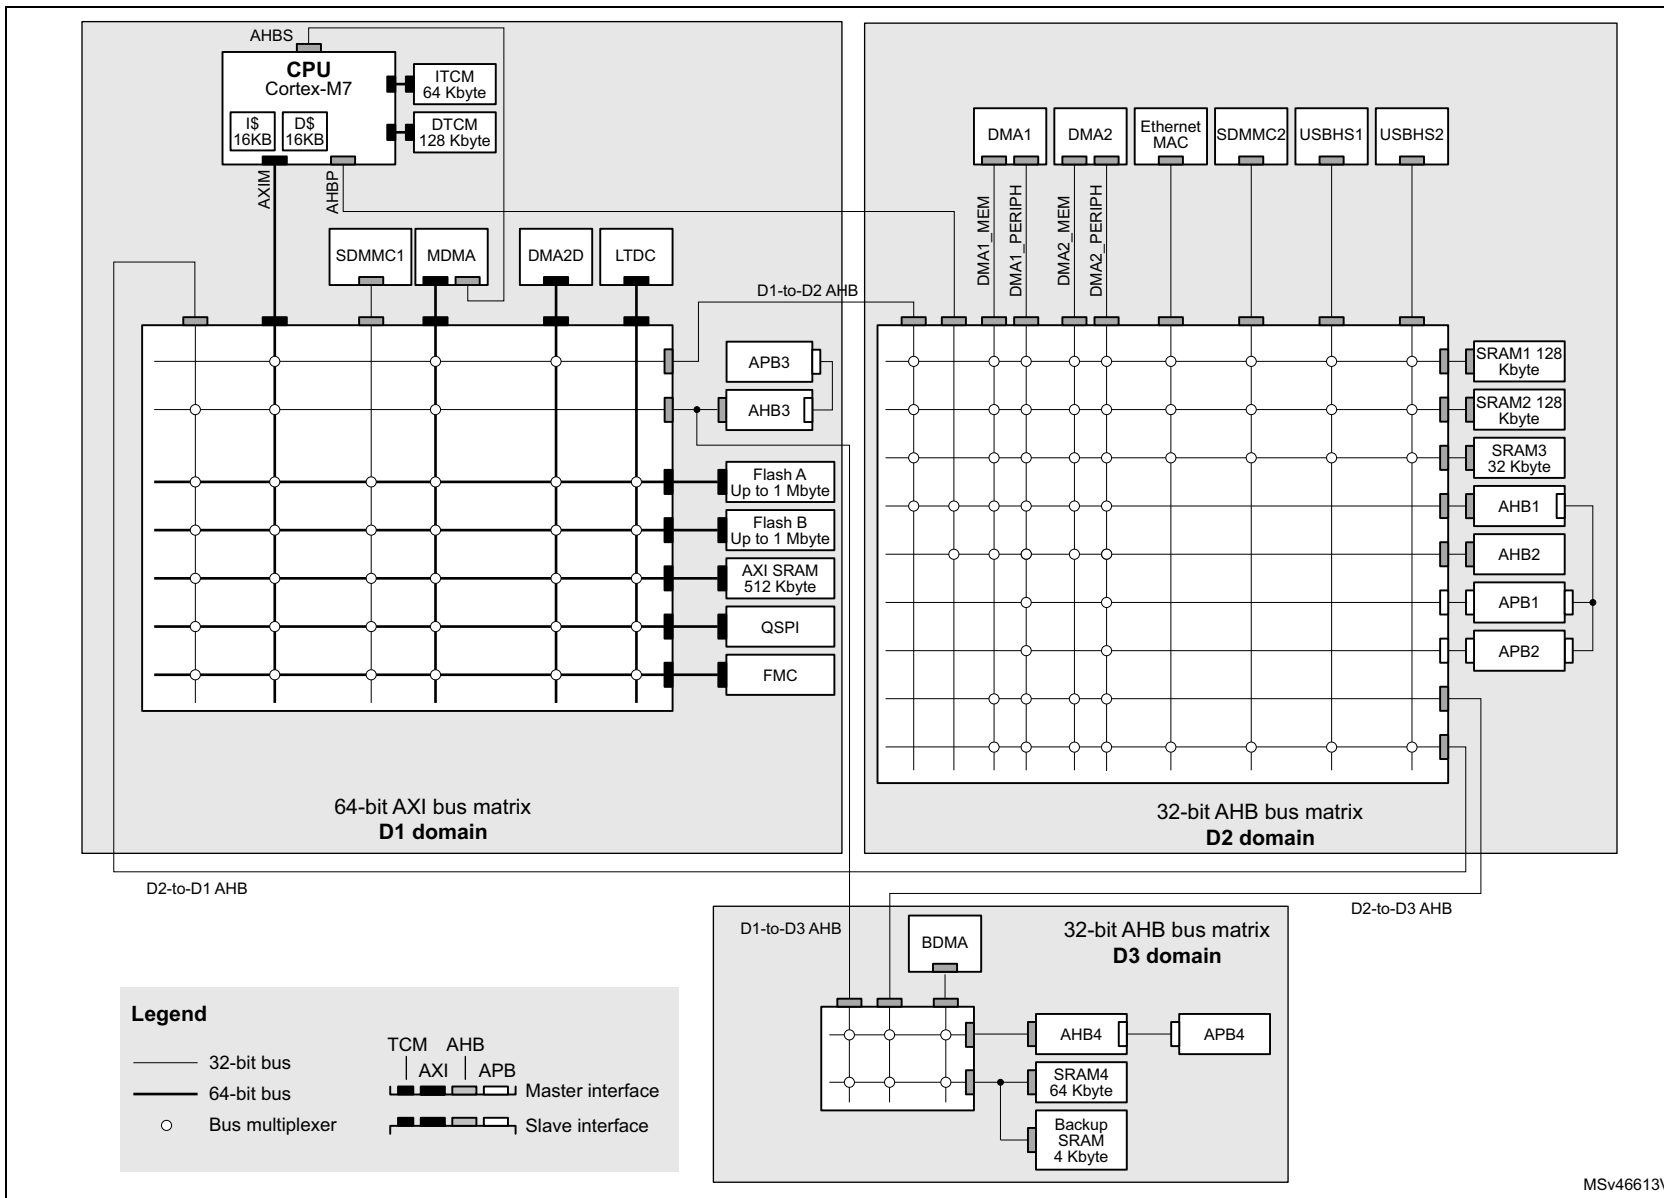 AHBS
CPU
Cortex-M7
I$
16KB
D$
16KB
ITCM
64 Kbyte
DTCM
128 Kbyte
AXIM
AHBP
SDMMC1
MDMA
DMA2D
LTDC
D1-to-D2 AHB
APB3
AHB3
Flash A
Up to 1 Mbyte
Flash B
Up to 1 Mbyte
AXI SRAM
512 Kbyte
QSPI
FMC
64-bit AXI bus matrix
D1 domain
DMA1
DMA2
Ethernet
MAC
SDMMC2
USBHS1
USBHS2
DMA1_MEM
DMA1_PERIPH
DMA2_MEM
DMA2_PERIPH
SRAM1 128
Kbyte
SRAM2 128
Kbyte
SRAM3
32 Kbyte
AHB1
AHB2
APB1
APB2
32-bit AHB bus matrix
D2 domain
D2-to-D1 AHB
D2-to-D3 AHB
D1-to-D3 AHB
BDMA
32-bit AHB bus matrix
D3 domain
AHB4
APB4
SRAM4
64 Kbyte
Backup
SRAM
4 Kbyte
Legend
32-bit bus
64-bit bus
Bus multiplexer
TCM
AHB
AXI
APB
Master interface
Slave interface